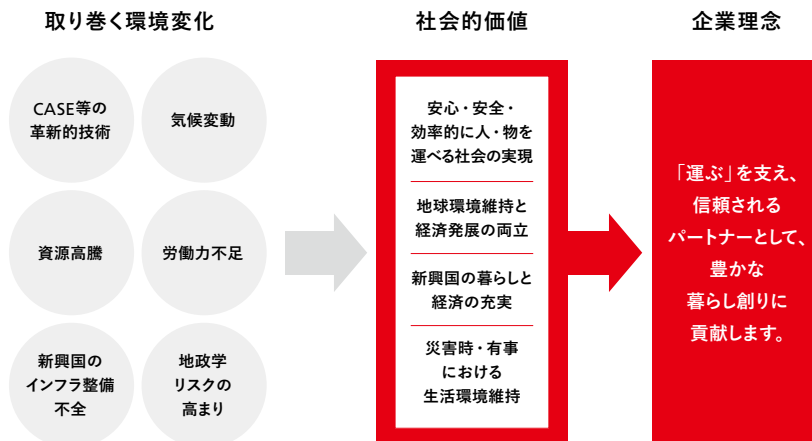 取り巻く環境変化
社会的価値
企業理念
CASE等の
革新的技術
気候変動
資源高騰
労働力不足
新興国の
インフラ整備
不全
地政学
リスクの
高まり
安心・安全・
効率的に人・物を
運べる社会の実現
地球環境維持と
経済発展の両立
新興国の暮らしと
経済の充実
災害時・有事
における
生活環境維持
「運ぶ」を支え、
信頼される
パートナーとして、
豊かな
暮らし創りに
貢献します。